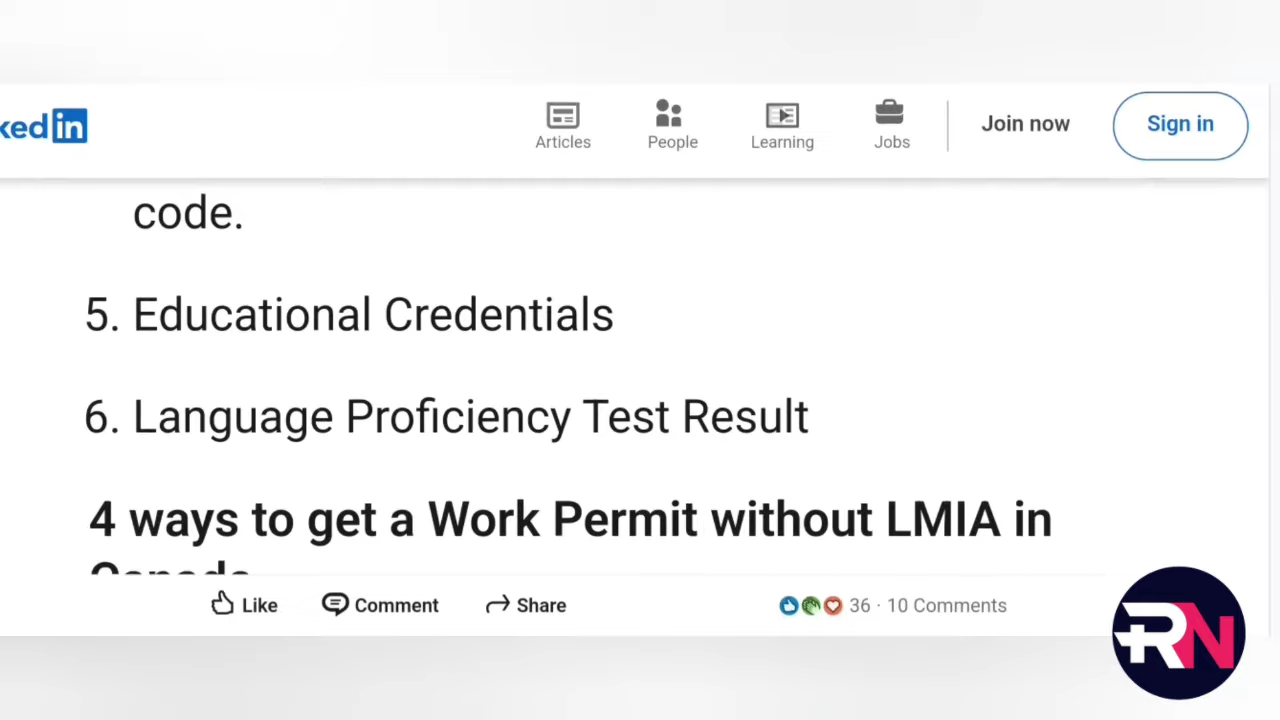 ked in
Articles
People
Learning
Jobs
Join now
Sign in
code.
5. Educational Credentials
6. Language Proficiency Test Result
4 ways to get a Work Permit without LMIA in
Canada
Like
Comment
Share
36 · 10 Comments
RN